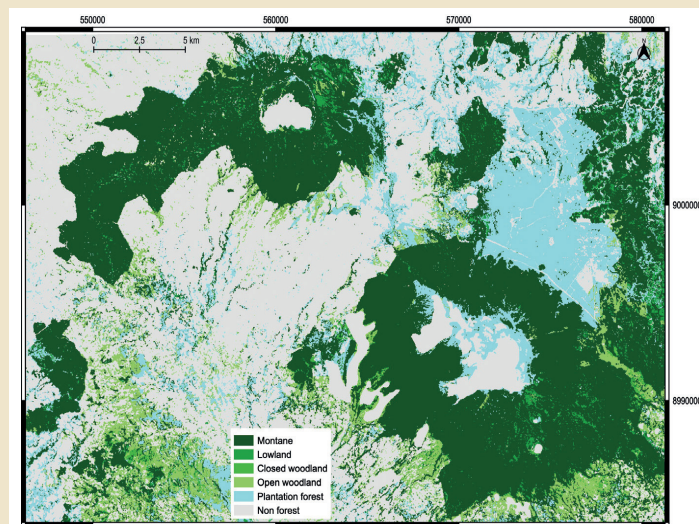 550000 560000 570000 580000
0 2.5 5 km
N
9000000
8990000
Montane
Lowland
Closed woodland
Open woodland
Plantation forest
Non forest